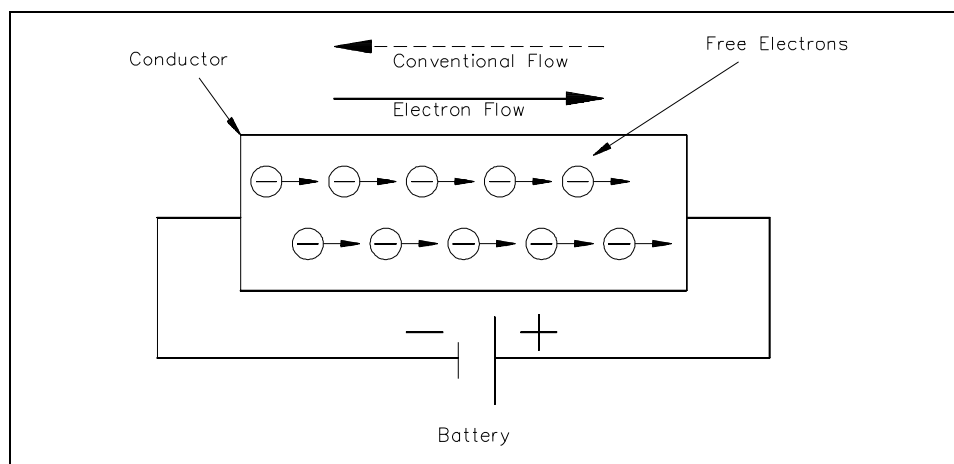 Conductor
Conventional Flow
Free Electrons
Electron Flow
− +
Battery